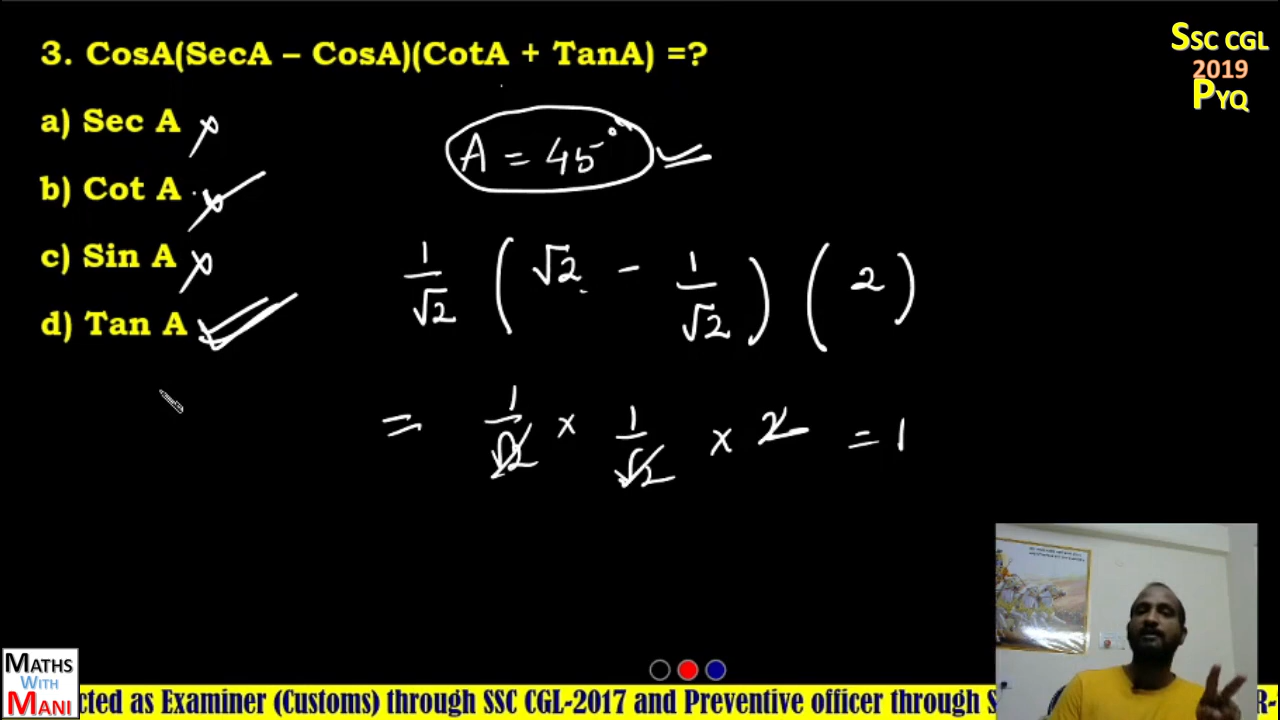 3. CosA(SecA – CosA)(CotA + TanA) =?
SSC CGL
2019
PYQ
a) Sec A
b) Cot A
c) Sin A
d) Tan A
A = 45°
1/√2 ( √2 - 1/√2 ) ( 2 )
= 1/√2 × 1/√2 × 2 = 1
MATHS
WITH
MANI
cted as Examiner (Customs) through SSC CGL-2017 and Preventive officer through S
R-